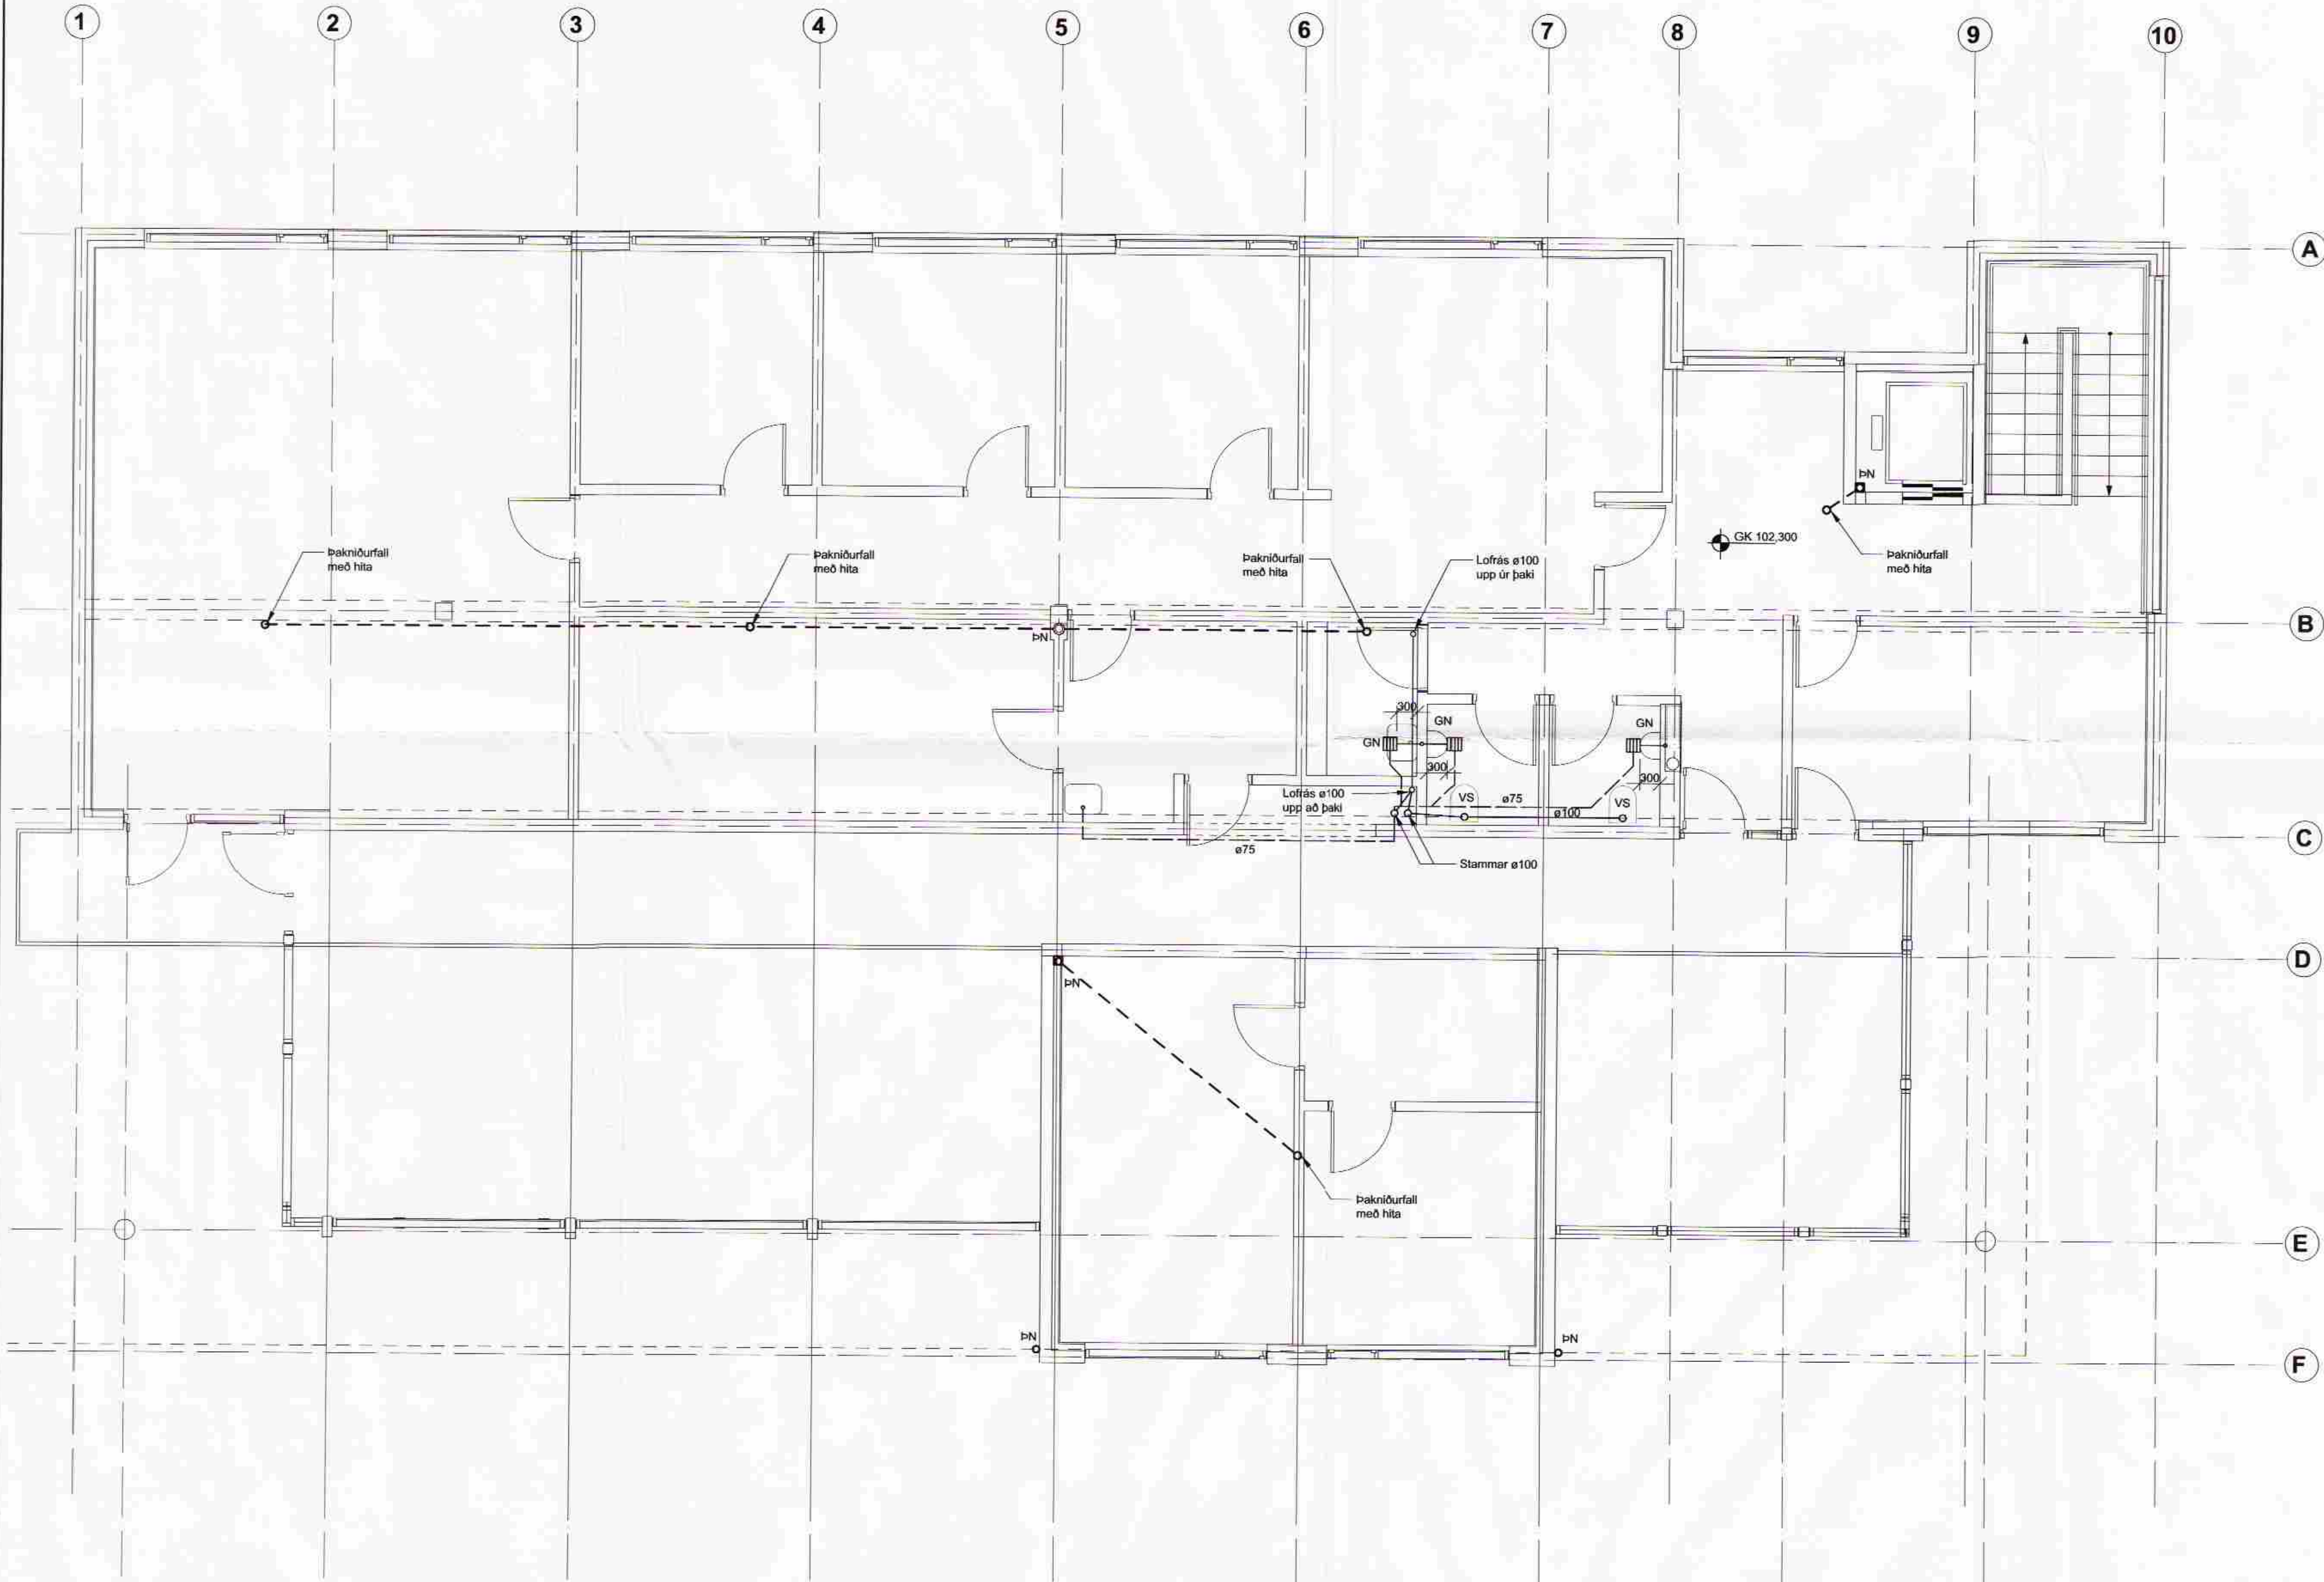 1
2
3
4
5
6
7
8
9
10
A
ÞN
GK 102,300
Þakniðurfall
með hita
Þakniðurfall
með hita
Þakniðurfall
með hita
Lofrás ø100
upp úr þaki
Þakniðurfall
með hita
B
ÞN
300
GN
GN
GN
300
300
Lofrás ø100
upp að þaki
VS
ø75
ø100
VS
C
ø75
Stammar ø100
D
ÞN
Þakniðurfall
með hita
E
ÞN
ÞN
F